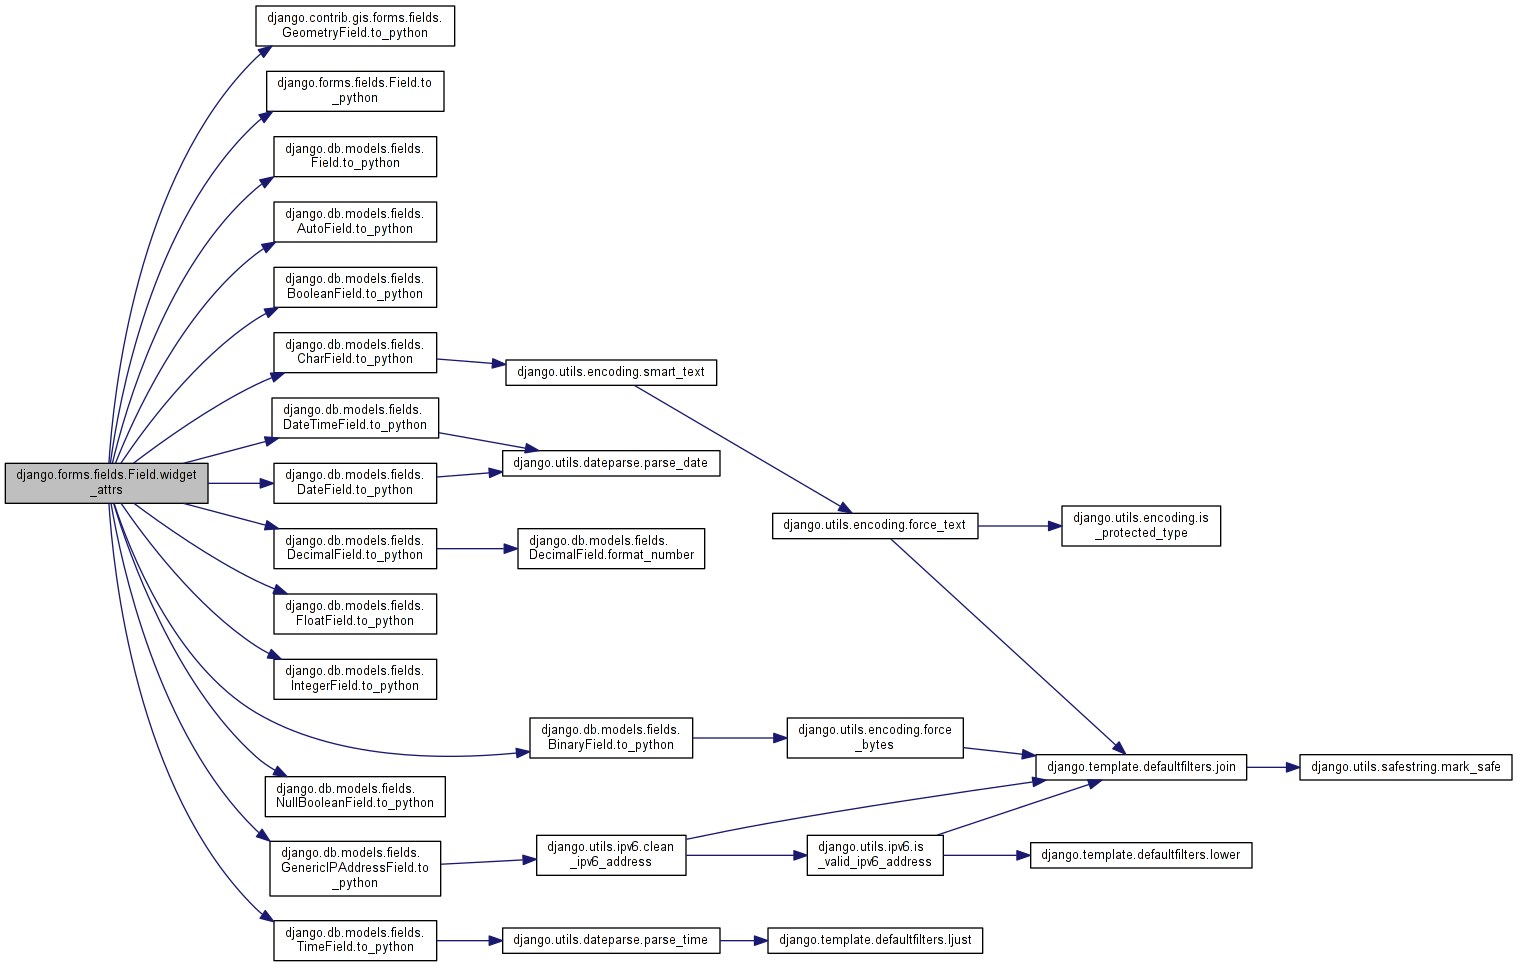 django.contrib.gis.forms.fields.
GeometryField.to_python
django.forms.fields.Field.to
_python
django.db.models.fields.
Field.to_python
django.db.models.fields.
AutoField.to_python
django.db.models.fields.
BooleanField.to_python
django.db.models.fields.
CharField.to_python
django.utils.encoding.smart_text
django.db.models.fields.
DateTimeField.to_python
django.utils.dateparse.parse_date
django.forms.fields.Field.widget
_attrs
django.db.models.fields.
DateField.to_python
django.utils.encoding.force_text
django.utils.encoding.is
_protected_type
django.db.models.fields.
DecimalField.to_python
django.db.models.fields.
DecimalField.format_number
django.db.models.fields.
FloatField.to_python
django.db.models.fields.
IntegerField.to_python
django.db.models.fields.
BinaryField.to_python
django.utils.encoding.force
_bytes
django.template.defaultfilters.join
django.utils.safestring.mark_safe
django.db.models.fields.
NullBooleanField.to_python
django.db.models.fields.
GenericIPAddressField.to
_python
django.utils.ipv6.clean
_ipv6_address
django.utils.ipv6.is
_valid_ipv6_address
django.template.defaultfilters.lower
django.db.models.fields.
TimeField.to_python
django.utils.dateparse.parse_time
django.template.defaultfilters.ljust